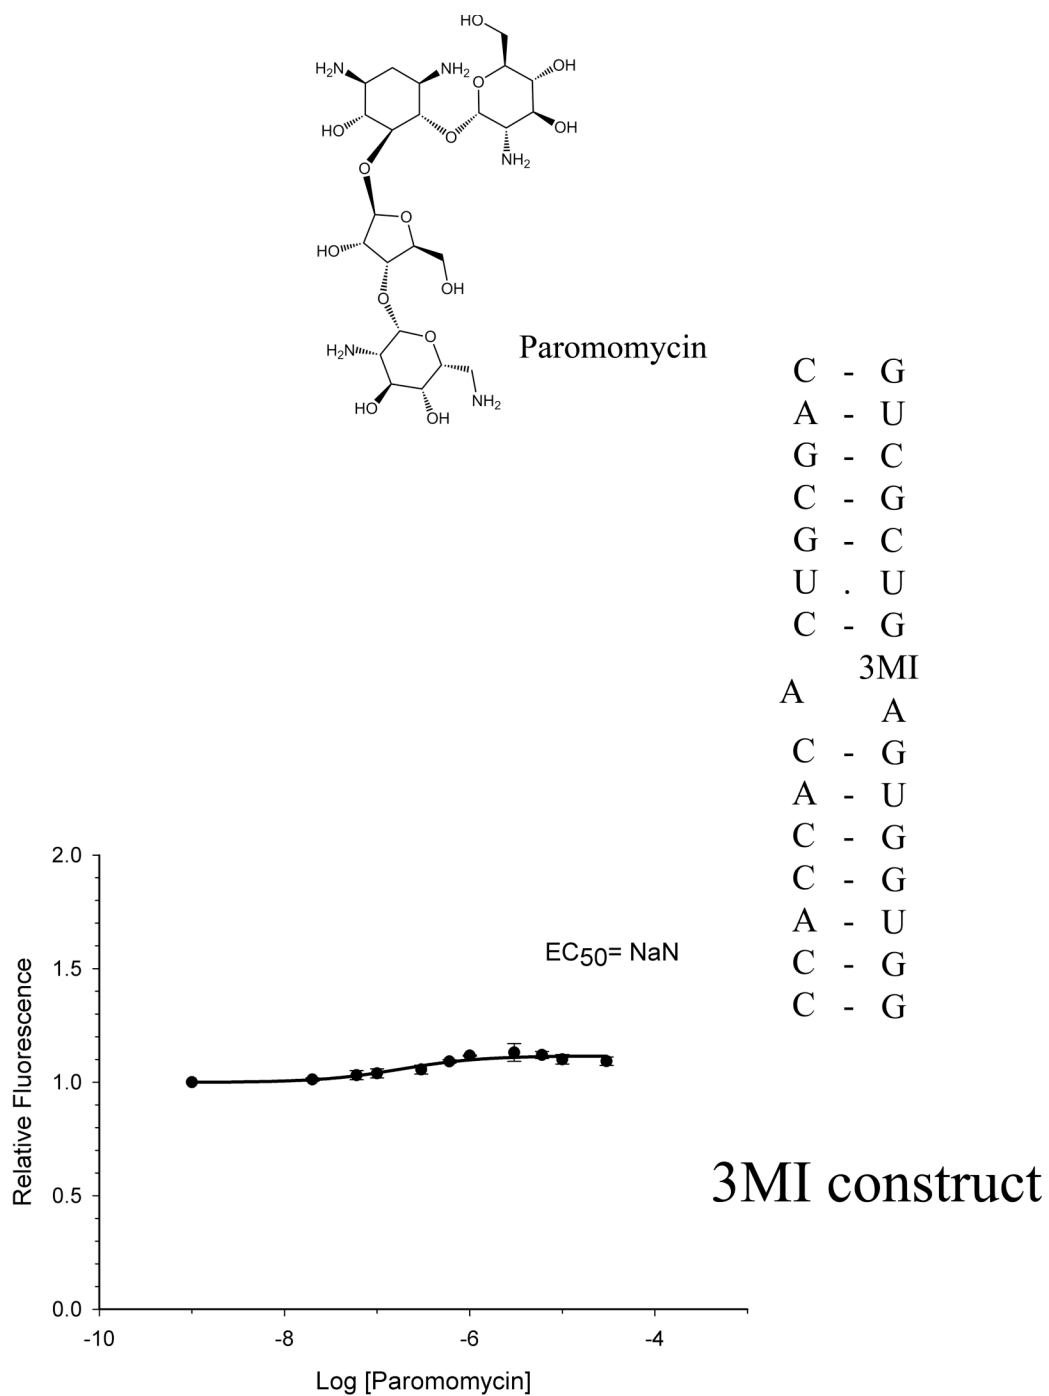 HO
H₂N
NH₂
O
OH
HO
O
OH
NH₂
O
O
HO
OH
O
O
H₂N
HO
OH
NH₂
Paromomycin
C - G
A - U
G - C
C - G
G - C
U . U
C - G
3MI
A
A
C - G
A - U
C - G
C - G
A - U
C - G
C - G
2.0
1.5
1.0
0.5
0.0
Relative Fluorescence
EC50= NaN
-10
-8
-6
-4
Log [Paromomycin]
3MI construct